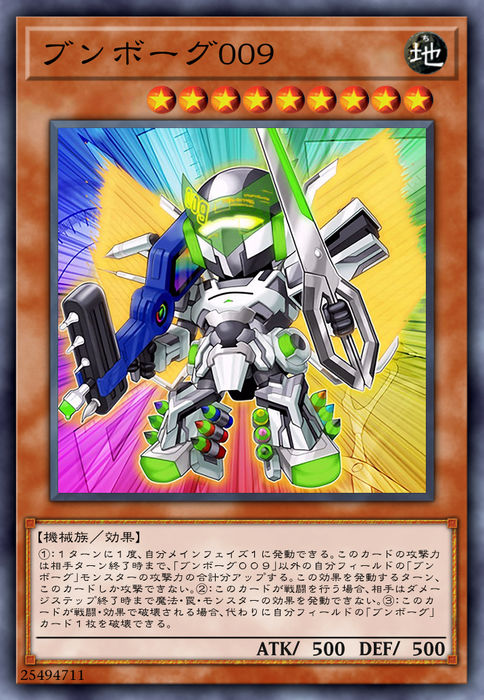 ブンボーグ009
地
009
【機械族／効果】
①:1ターンに1度、自分メインフェイズ1に発動できる。このカードの攻撃力
は相手ターン終了時まで、「ブンボーグ009」以外の自分フィールドの「ブン
ボーグ」モンスターの攻撃力の合計分アップする。この効果を発動するターン、
このカードしか攻撃できない。②:このカードが戦闘を行う場合、相手はダメー
ジステップ終了時まで魔法・罠・モンスターの効果を発動できない。③:このカ
ードが戦闘・効果で破壊される場合、代わりに自分フィールドの「ブンボーグ」
カード1枚を破壊できる。
ATK/ 500 DEF/ 500
25494711